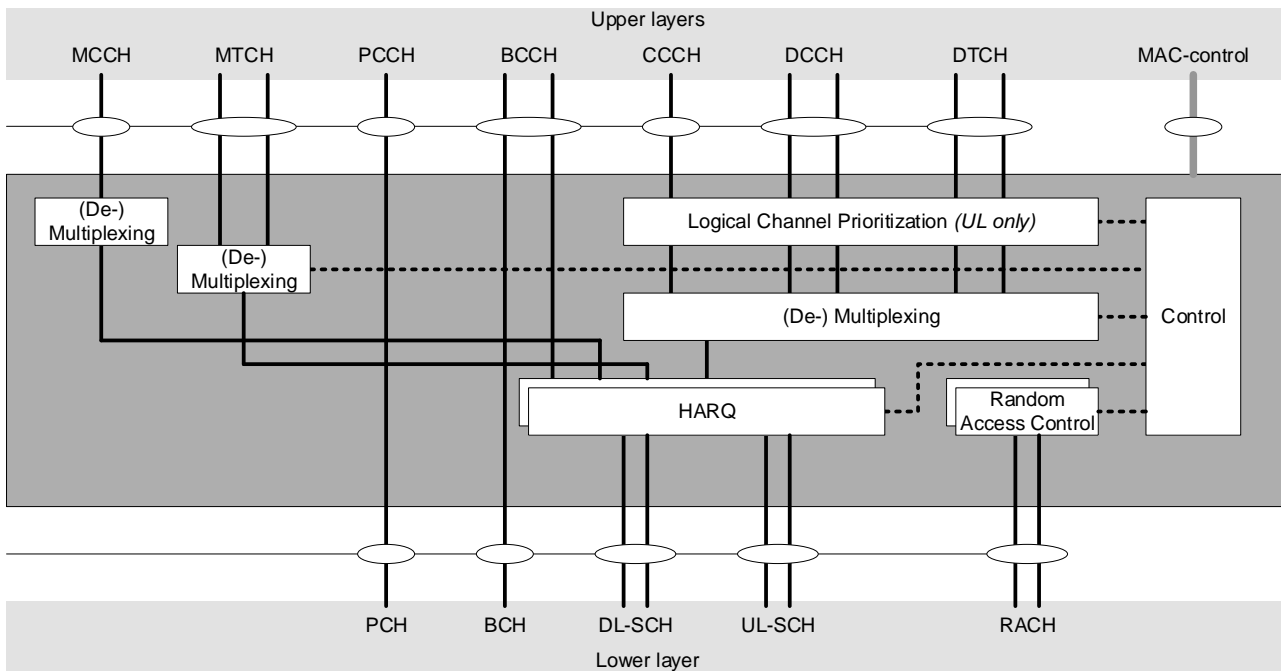 Upper layers
MCCH MTCH PCCH BCCH CCCH DCCH DTCH MAC-control
(De-)
Multiplexing
Logical Channel Prioritization (UL only)
(De-)
Multiplexing
(De-) Multiplexing
Control
HARQ
Random
Access Control
PCH BCH DL-SCH UL-SCH RACH
Lower layer